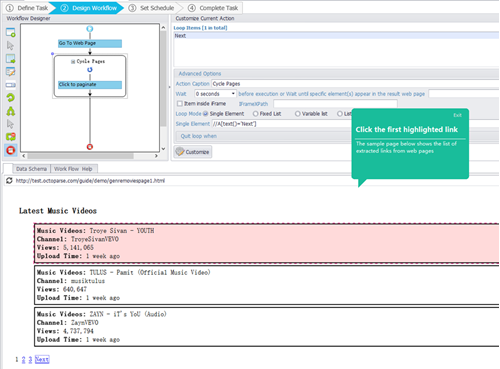 1 Define Task 2 Design Workflow 3 Set Schedule 4 Complete Task
Workflow Designer
Go To Web Page
Cycle Pages
Click to paginate
Customize Current Action
Loop Items [1 in total]
Next
Advanced Options
Action Caption Cycle Pages
Wait 0 seconds before execution or Wait until specific element(s) appear in the result web page
Item inside iFrame
Loop Mode Single Element Fixed List Variable list List
Single Element //A[text()='Next']
Quit loop when
Customize
Exit
Click the first highlighted link
The sample page below shows the list of
extracted links from web pages
Data Schema Work Flow Help
http://test.octoparse.com/guide/demo/genremoviespage1.html
Latest Music Videos
Music Videos: Troye Sivan - YOUTH
Channel: TroyeSivanVEVO
Views: 5,141,065
Upload Time: 1 week ago
Music Videos: TULUS - Pamit (Official Music Video)
Channel: musiktulus
Views: 640,647
Upload Time: 1 week ago
Music Videos: ZAYN - iT's YoU (Audio)
Channel: ZaynVEVO
Views: 4,737,794
Upload Time: 1 week ago
1 2 3 Next